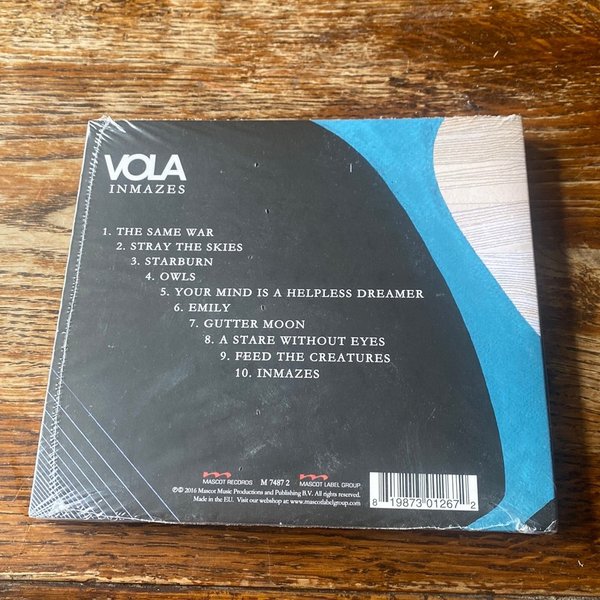 VOLA
INMAZES
1. THE SAME WAR
2. STRAY THE SKIES
3. STARBURN
4. OWLS
5. YOUR MIND IS A HELPLESS DREAMER
6. EMILY
7. GUTTER MOON
8. A STARE WITHOUT EYES
9. FEED THE CREATURES
10. INMAZES
MASCOT RECORDS M 7487 2 MASCOT LABEL GROUP
℗© 2016 Mascot Music Productions and Publishing B.V. All rights reserved.
Made in the EU. Visit our webshop at: www.mascotlabelgroup.com
8 19873 01267 2